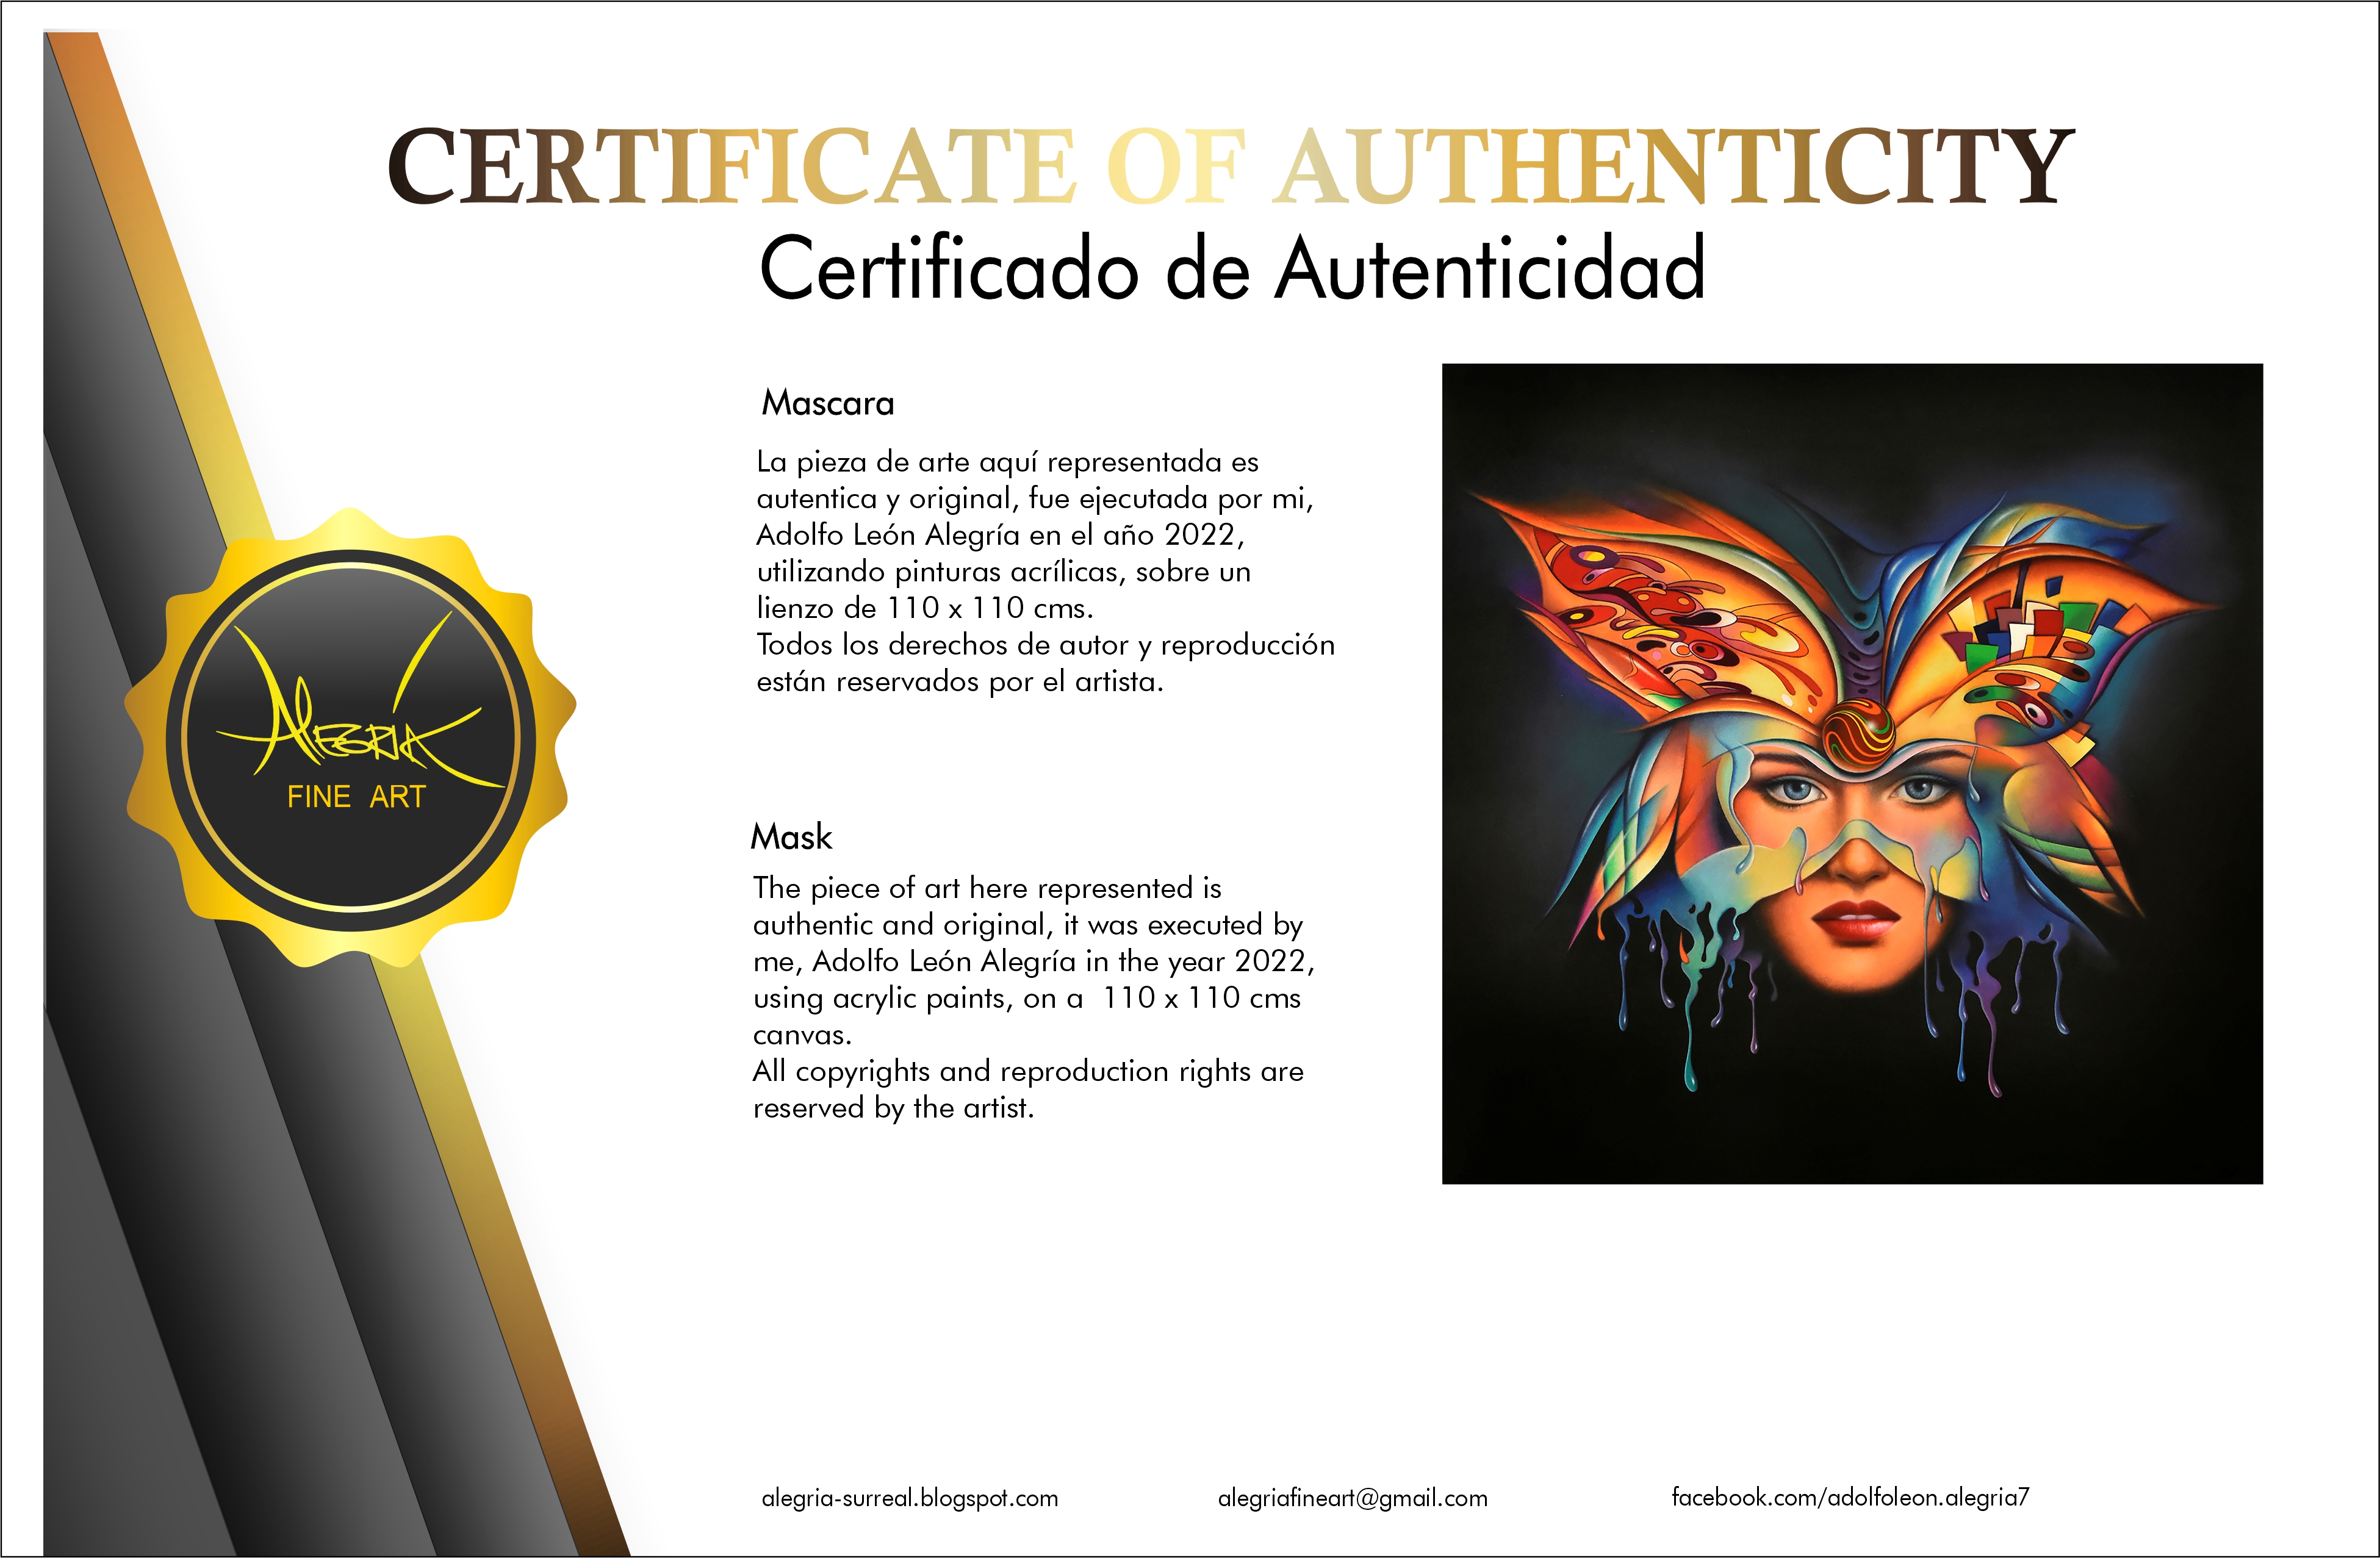 CERTIFICATE OF AUTHENTICITY
Certificado de Autenticidad
Mascara
La pieza de arte aquí representada es
autentica y original, fue ejecutada por mi,
Adolfo León Alegría en el año 2022,
utilizando pinturas acrílicas, sobre un
lienzo de 110 x 110 cms.
Todos los derechos de autor y reproducción
están reservados por el artista.
ALEGRIA
FINE ART
Mask
The piece of art here represented is
authentic and original, it was executed by
me, Adolfo León Alegría in the year 2022,
using acrylic paints, on a 110 x 110 cms
canvas.
All copyrights and reproduction rights are
reserved by the artist.
alegria-surreal.blogspot.com
alegriafineart@gmail.com
facebook.com/adolfoleon.alegria7